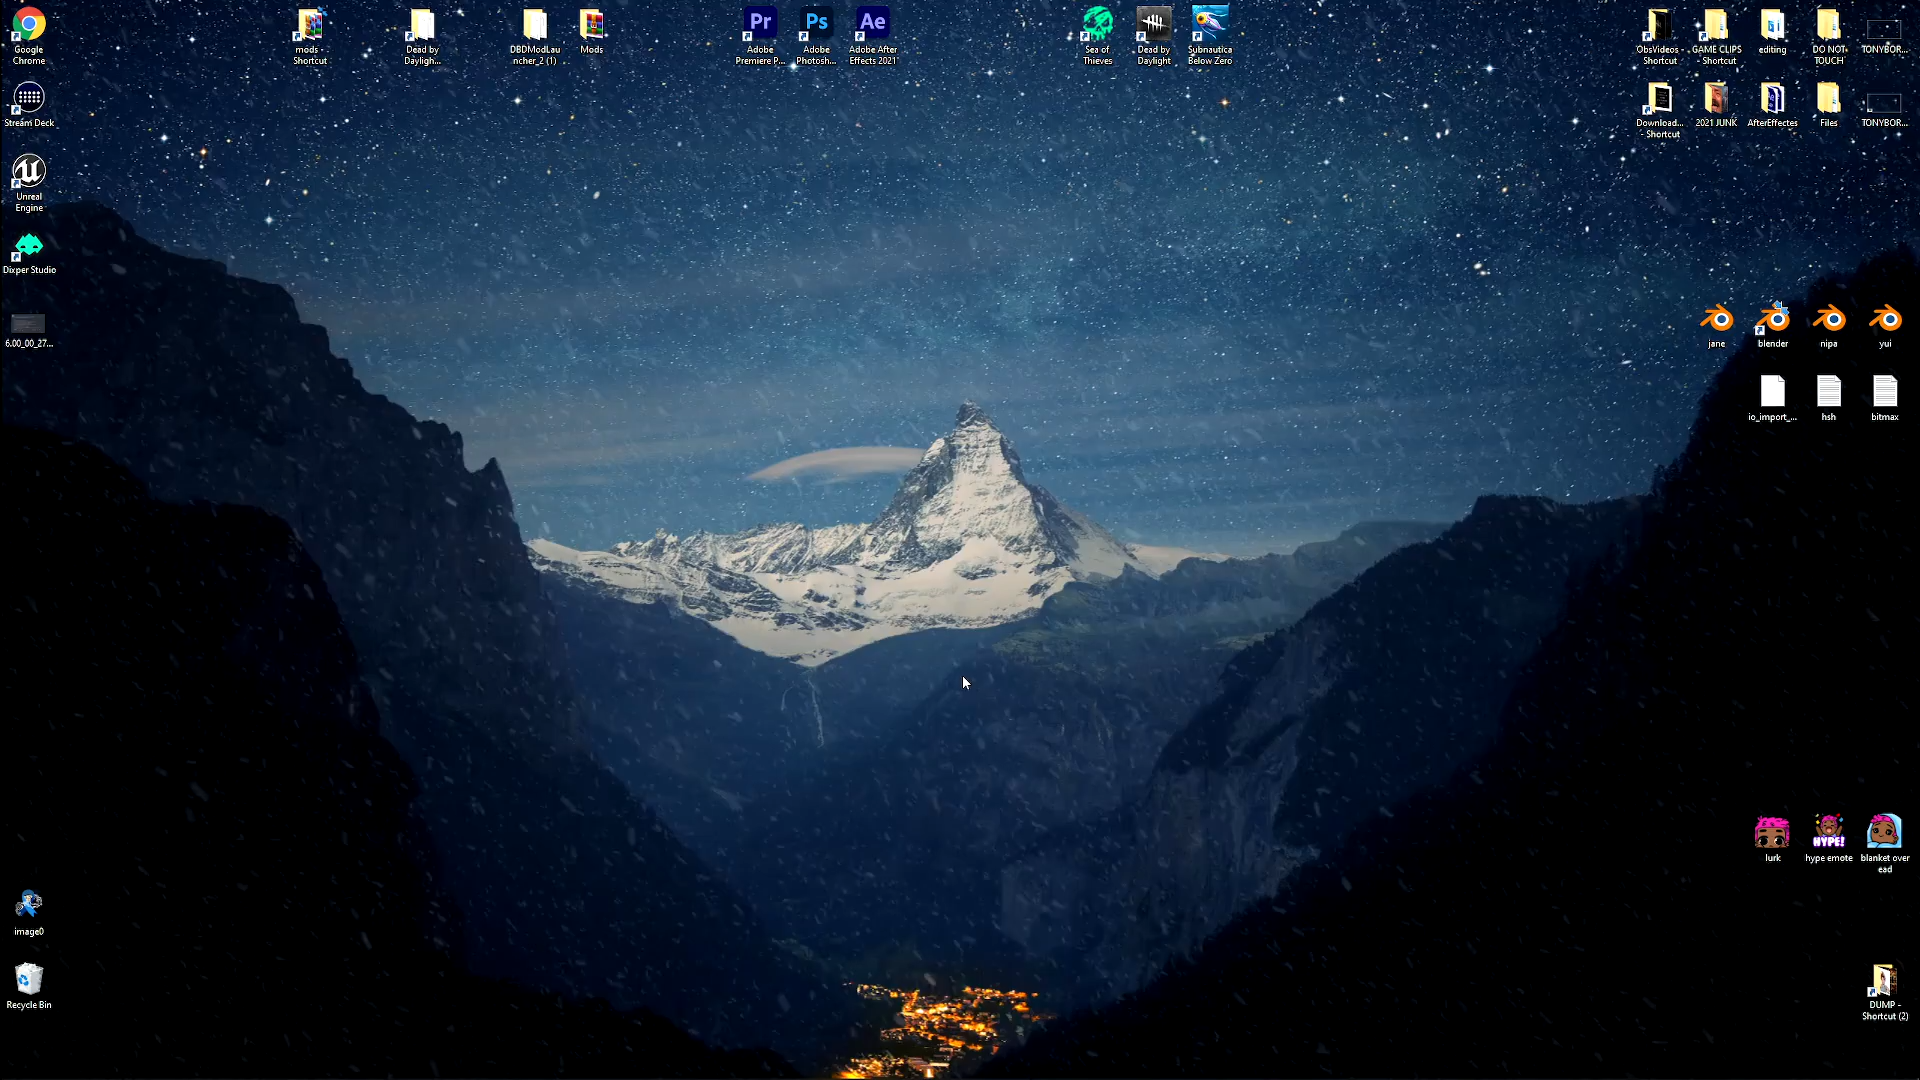 Google
Chrome
mods -
Shortcut
Dead by
Dayligh...
DBDModLau
ncher_2 (1)
Mods
Pr
Adobe
Premiere P...
Ps
Adobe
Photosh...
Ae
Adobe After
Effects 2021
Sea of
Thieves
Dead by
Daylight
Subnautica
Below Zero
ObsVideos -
Shortcut
GAME CLIPS
- Shortcut
editing
DO NOT
TOUCH
TONYBOR...
Stream Deck
Download...
- Shortcut
2021 JUNK
AfterEffectes
Files
TONYBOR...
Unreal
Engine
Dixper Studio
6.00_00_27...
jane
blender
nipa
yui
io_import_...
hsh
bitmax
lurk
HYPE!
hype emote
blanket over
ead
image0
Recycle Bin
DUMP -
Shortcut (2)